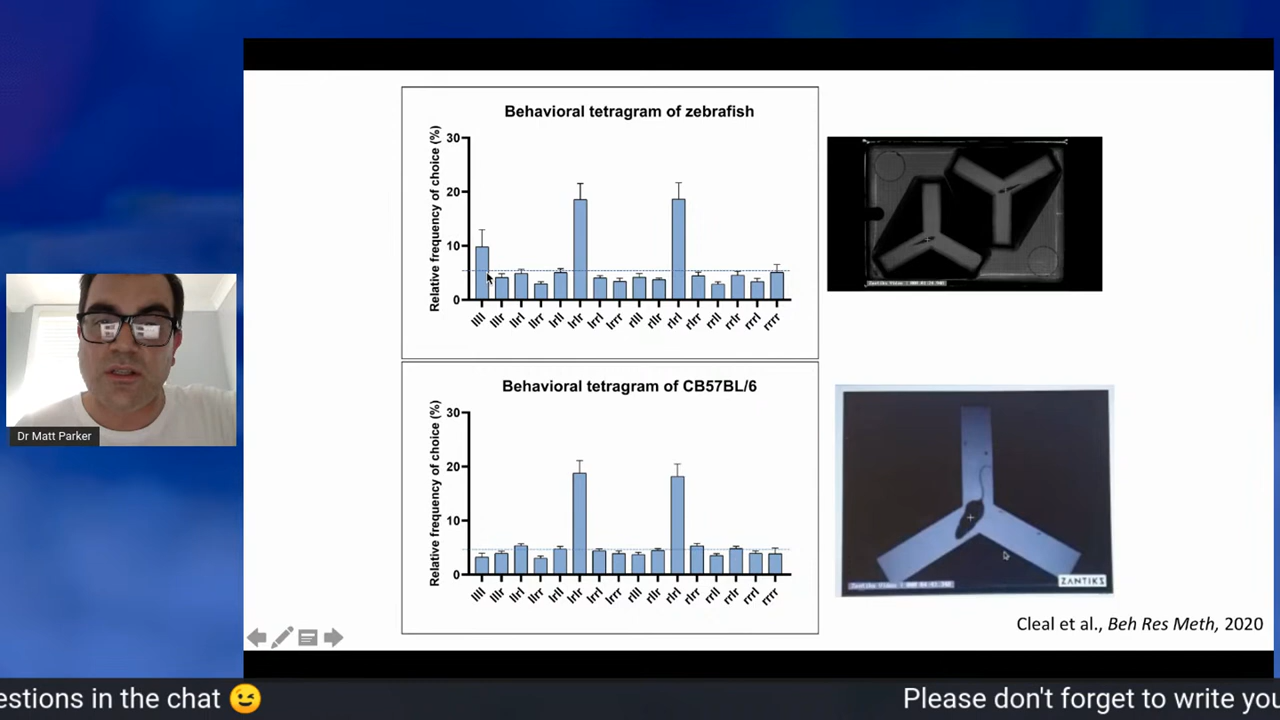 Behavioral tetragram of zebrafish
Relative frequency of choice (%)
30
20
10
0
llll
lllr
llrl
llrr
lrll
lrlr
lrrl
lrrr
rlll
rllr
rlrl
rlrr
rrll
rrlr
rrrl
rrrr
Behavioral tetragram of CB57BL/6
Relative frequency of choice (%)
30
20
10
0
llll
lllr
llrl
llrr
lrll
lrlr
lrrl
lrrr
rlll
rllr
rlrl
rlrr
rrll
rrlr
rrrl
rrrr
ZANTIKS
Cleal et al., Beh Res Meth, 2020
Dr Matt Parker
estions in the chat 😉
Please don't forget to write you